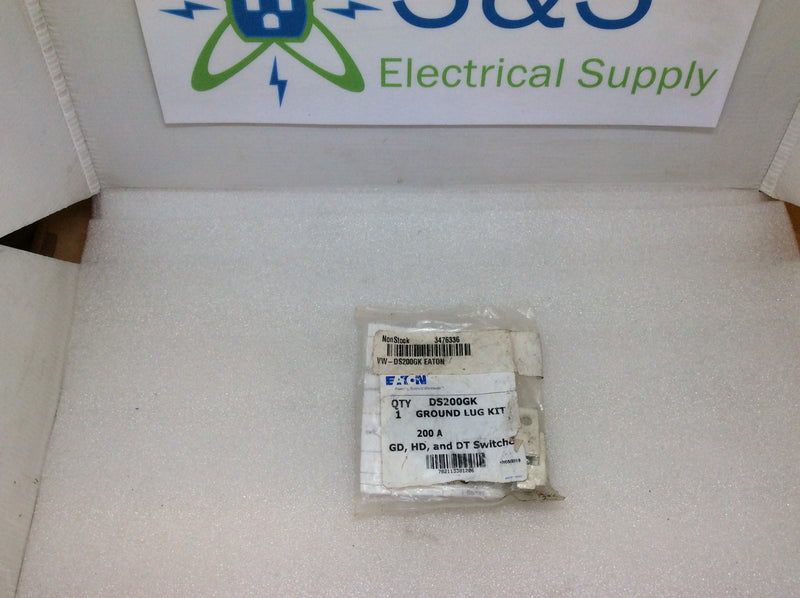 S&S
Electrical Supply
NonStock 3476336
VW-DS200GK EATON
EATON
QTY DS200GK
1 GROUND LUG KIT
200 A
GD, HD, and DT Switche